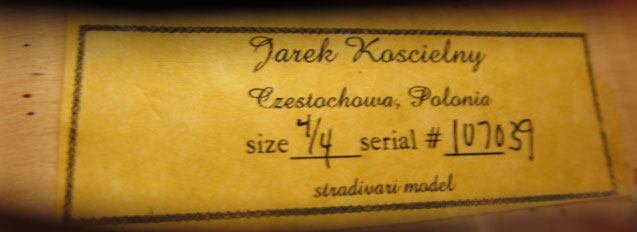 Jarek Koscielny
Czestochowa, Polonia
size 4/4 serial # 107039
stradivari model